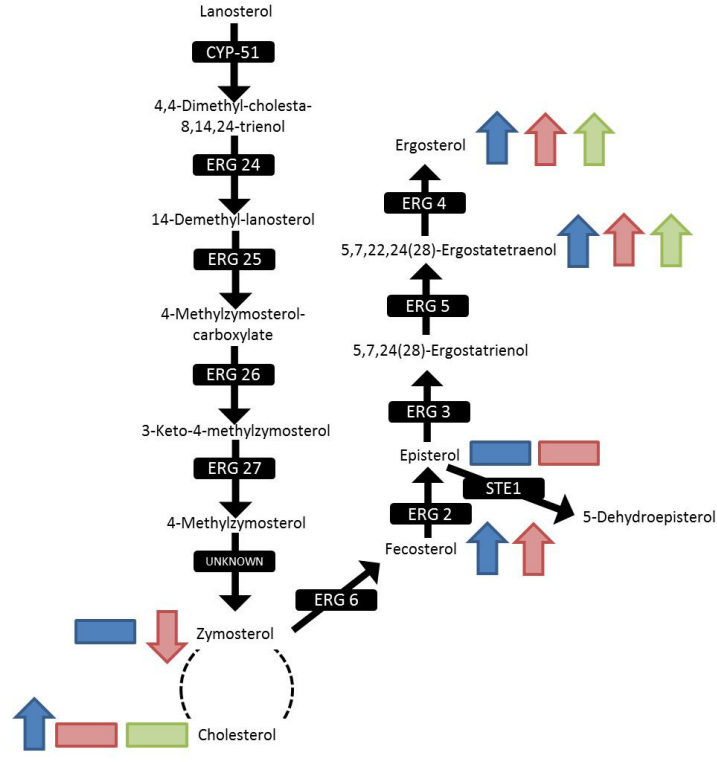 Lanosterol
CYP-51
4,4-Dimethyl-cholesta-
8,14,24-trienol
ERG 24
14-Demethyl-lanosterol
ERG 25
4-Methylzymosterol-
carboxylate
ERG 26
3-Keto-4-methylzymosterol
ERG 27
4-Methylzymosterol
UNKNOWN
Zymosterol
Cholesterol
ERG 6
Fecosterol
ERG 2
Episterol
STE1
5-Dehydroepisterol
ERG 3
5,7,24(28)-Ergostatrienol
ERG 5
5,7,22,24(28)-Ergostatetraenol
ERG 4
Ergosterol